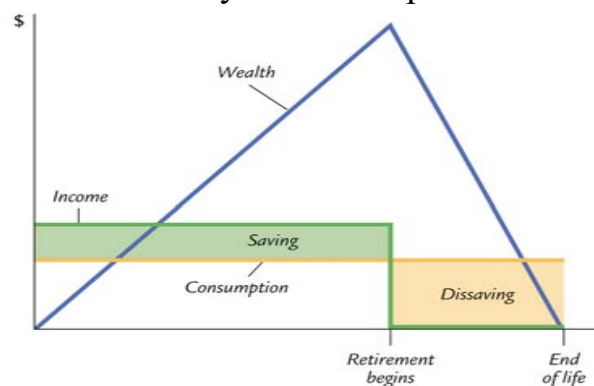 $
Wealth
Income
Saving
Consumption
Dissaving
Retirement
begins
End
of life